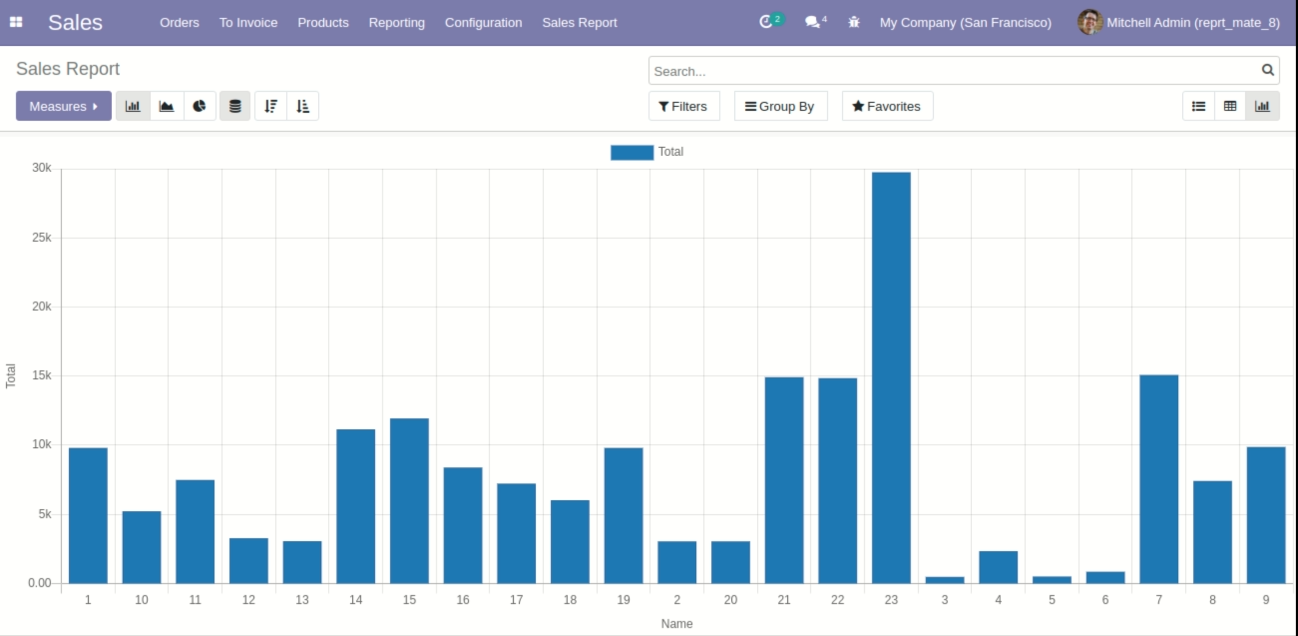 Sales Orders To Invoice Products Reporting Configuration Sales Report 2 4 My Company (San Francisco) Mitchell Admin (reprt_mate_8)
Sales Report
Search...
Measures Filters Group By Favorites
Total
30k
25k
20k
15k
10k
5k
0.00
Total
1 10 11 12 13 14 15 16 17 18 19 2 20 21 22 23 3 4 5 6 7 8 9
Name